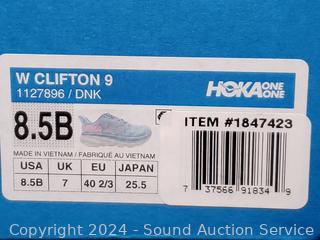 W CLIFTON 9
1127896 / DNK
HOKA ONE ONE
8.5B
ITEM #1847423
MADE IN VIETNAM / FABRIQUÉ AU VIETNAM
USA UK EU JAPAN
8.5B 7 40 2/3 25.5
7 37566 91834 9
Copyright 2024 - Sound Auction Service